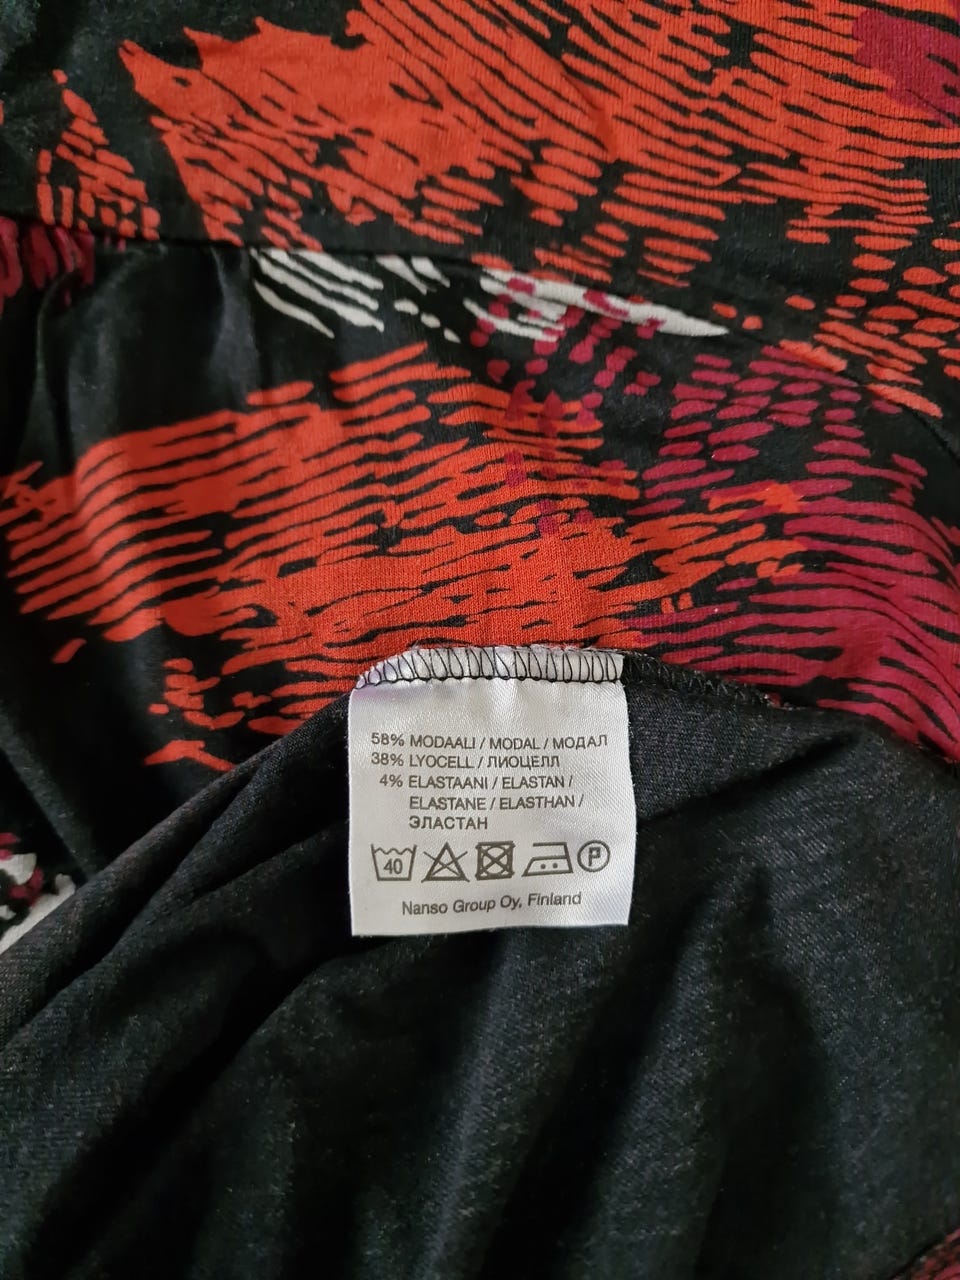 58% MODAALI / MODAL / МОДАЛ
38% LYOCELL / ЛИОЦЕЛЛ
4% ELASTAANI / ELASTAN /
ELASTANE / ELASTHAN /
ЭЛАСТАН
40 P
Nanso Group Oy, Finland